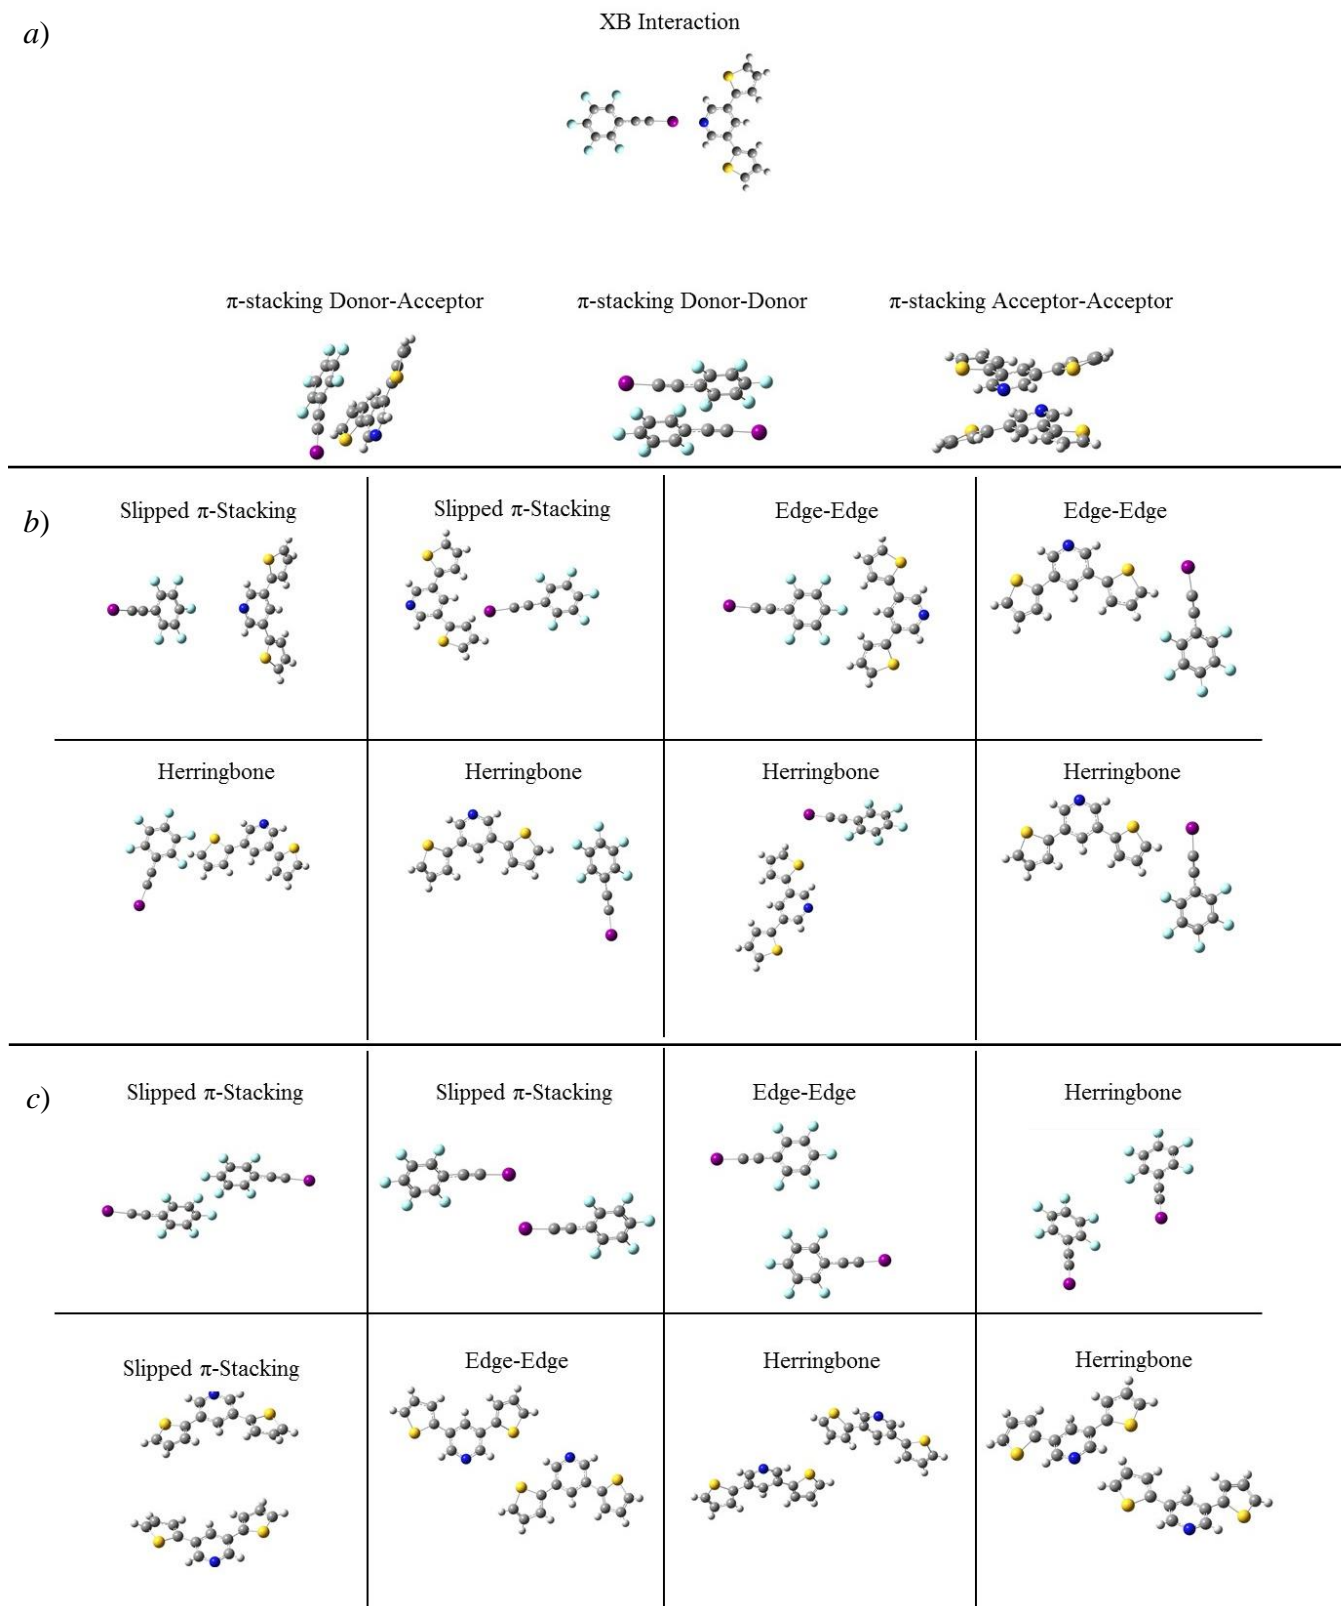 a)
XB Interaction
π-stacking Donor-Acceptor
π-stacking Donor-Donor
π-stacking Acceptor-Acceptor
b)
Slipped π-Stacking
Slipped π-Stacking
Edge-Edge
Edge-Edge
Herringbone
Herringbone
Herringbone
Herringbone
c)
Slipped π-Stacking
Slipped π-Stacking
Edge-Edge
Herringbone
Slipped π-Stacking
Edge-Edge
Herringbone
Herringbone